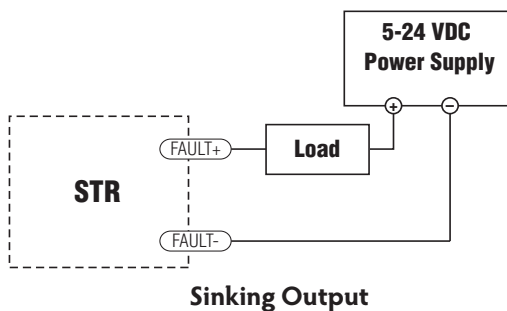 5-24 VDC
Power Supply
+
−
FAULT+
Load
STR
FAULT-
Sinking Output